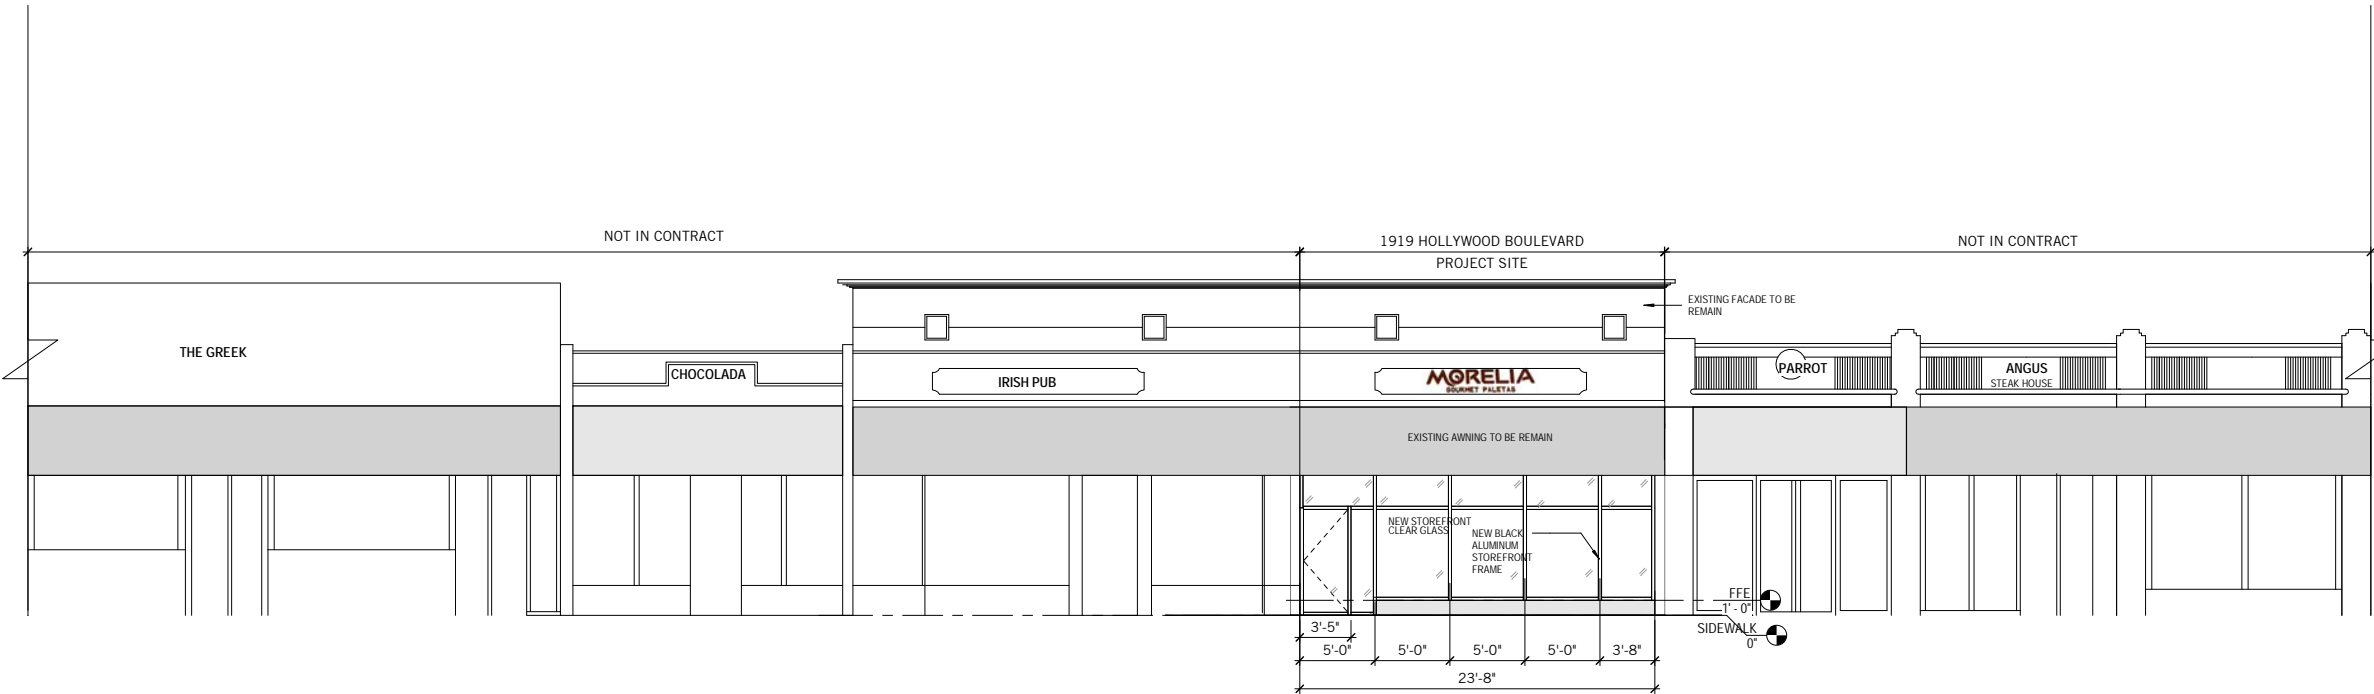 NOT IN CONTRACT
1919 HOLLYWOOD BOULEVARD
PROJECT SITE
NOT IN CONTRACT
EXISTING FACADE TO BE
REMAIN
THE GREEK
CHOCOLADA
IRISH PUB
MORELIA
GOURMET PALETAS
PARROT
ANGUS
STEAK HOUSE
EXISTING AWNING TO BE REMAIN
NEW STOREFRONT
CLEAR GLASS
NEW BLACK
ALUMINUM
STOREFRONT
FRAME
FFE
1' - 0"
SIDEWALK
0"
3'-5"
5'-0"
5'-0"
5'-0"
5'-0"
3'-8"
23'-8"